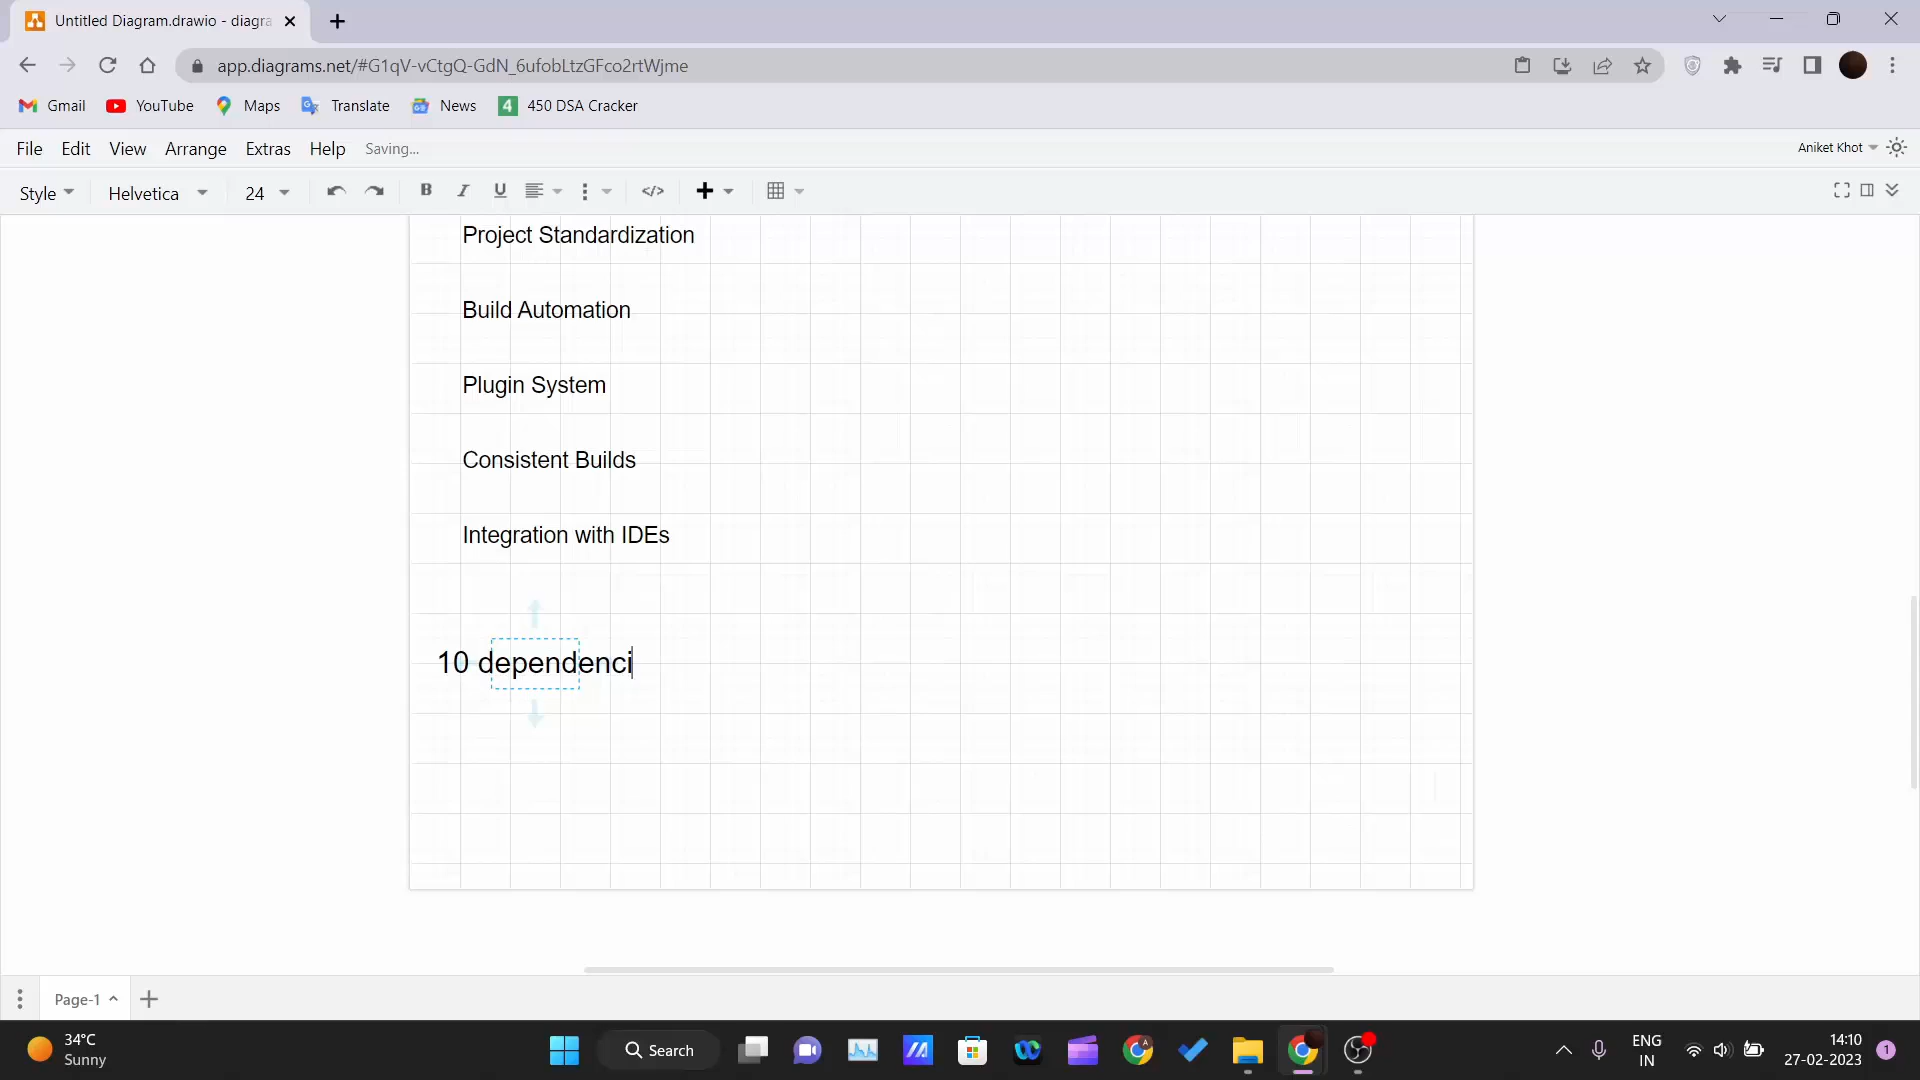 Untitled Diagram.drawio - diagra
app.diagrams.net/#G1qV-vCtgQ-GdN_6ufobLtzGFco2rtWjme
Gmail YouTube Maps Translate News 4 450 DSA Cracker
File Edit View Arrange Extras Help Saving... Aniket Khot
Style Helvetica 24 B I U
Project Standardization
Build Automation
Plugin System
Consistent Builds
Integration with IDEs
10 dependenci
Page-1
34°C
Sunny
Search
A
ENG
IN
14:10
27-02-2023
1